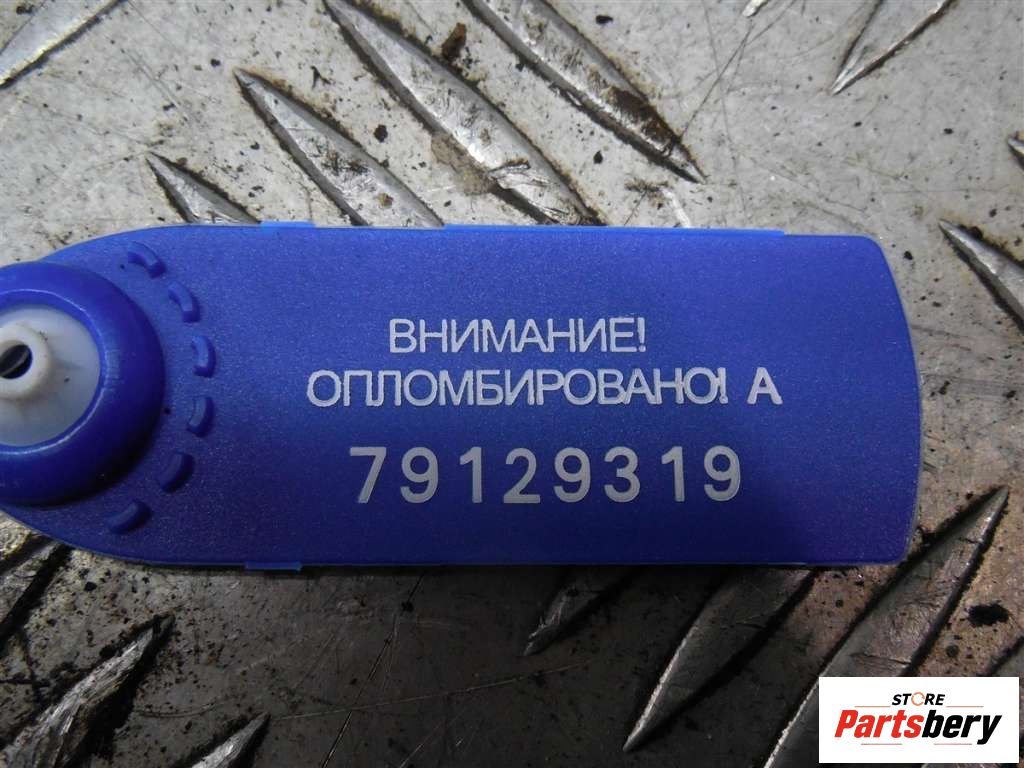 ВНИМАНИЕ!
ОПЛОМБИРОВАНО! А
79129319
STORE
Partsbery